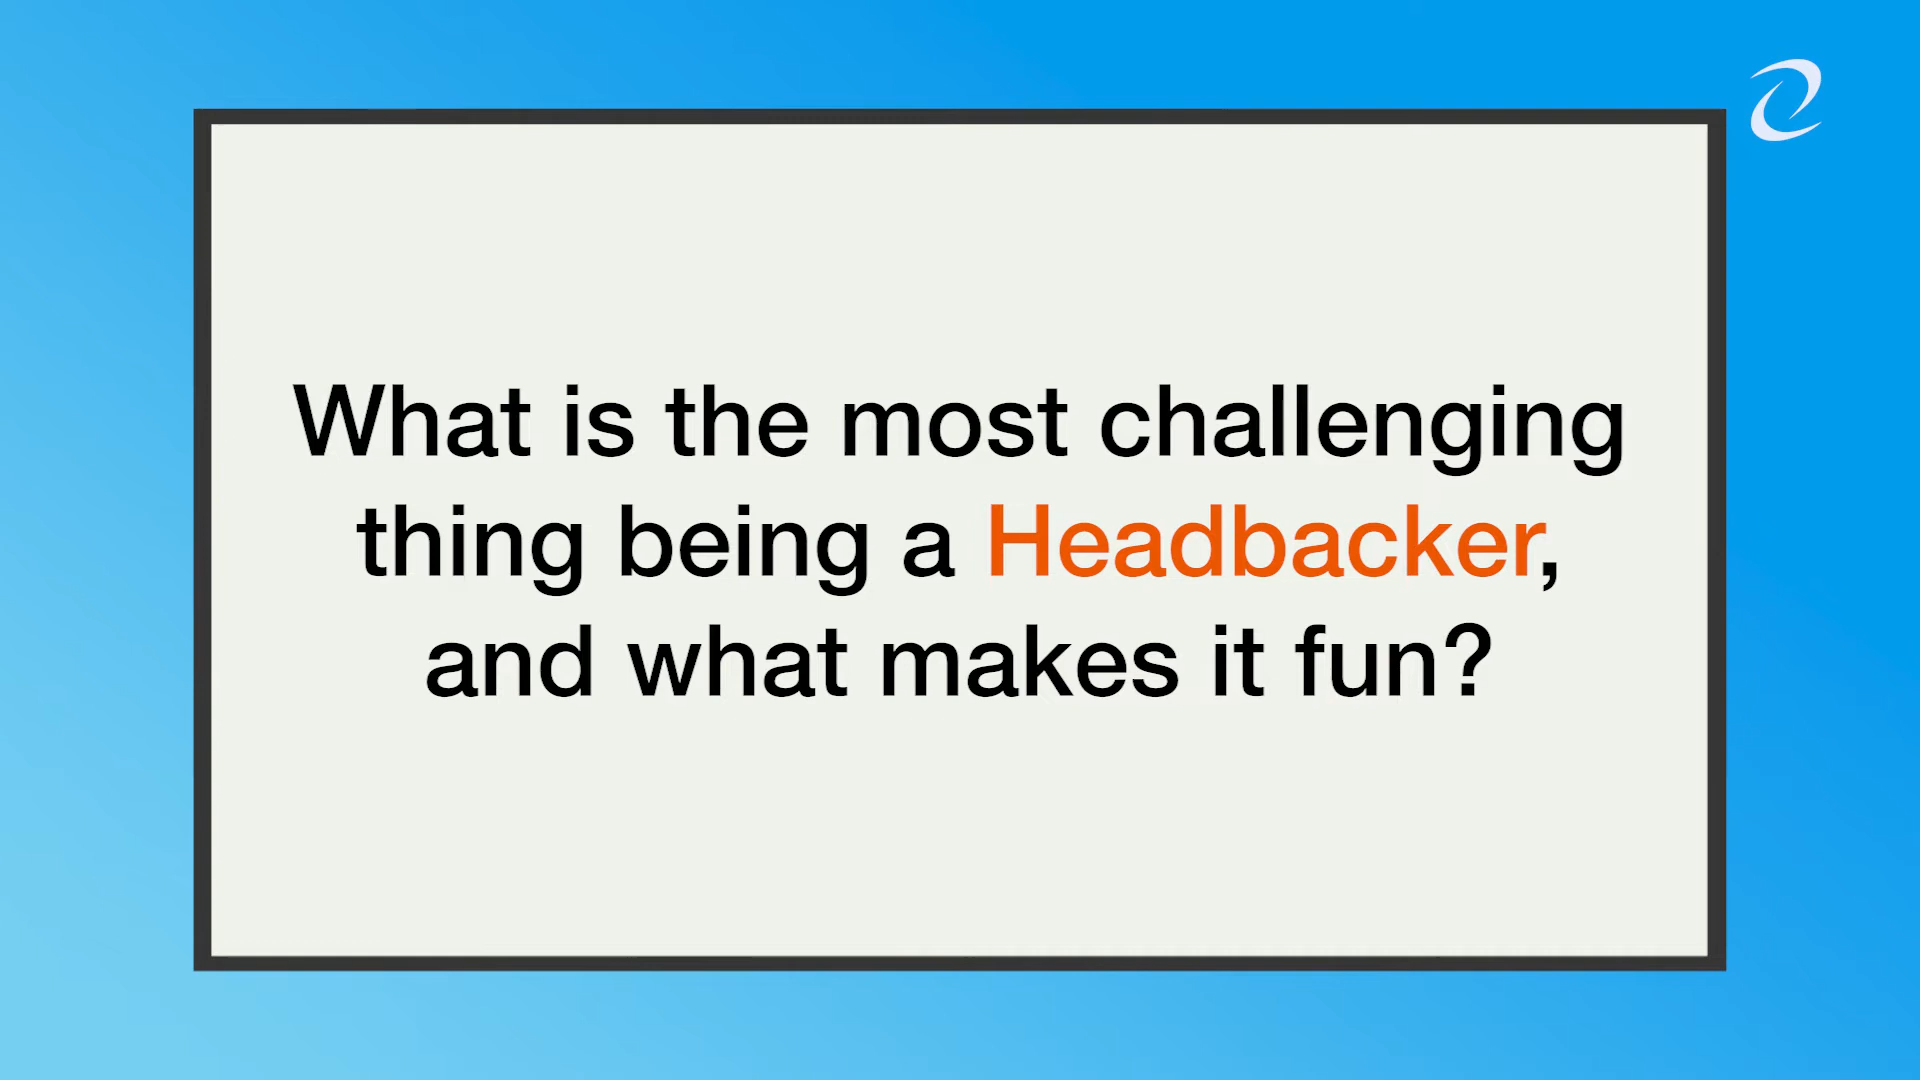 What is the most challenging
thing being a Headbacker,
and what makes it fun?